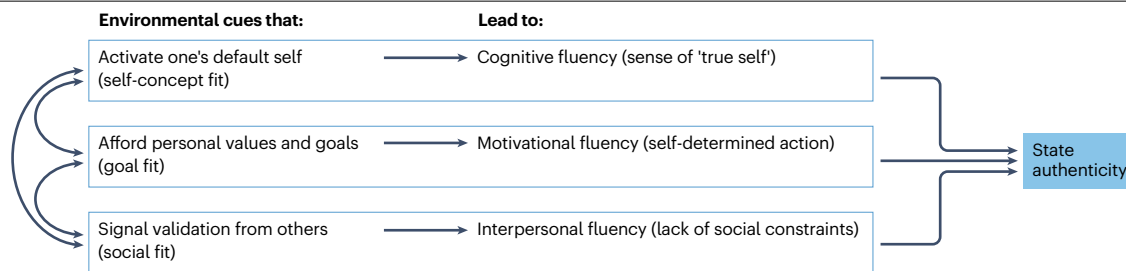 Environmental cues that:
Lead to:
Activate one's default self
(self-concept fit)
Cognitive fluency (sense of 'true self')
Afford personal values and goals
(goal fit)
Motivational fluency (self-determined action)
Signal validation from others
(social fit)
Interpersonal fluency (lack of social constraints)
State
authenticity